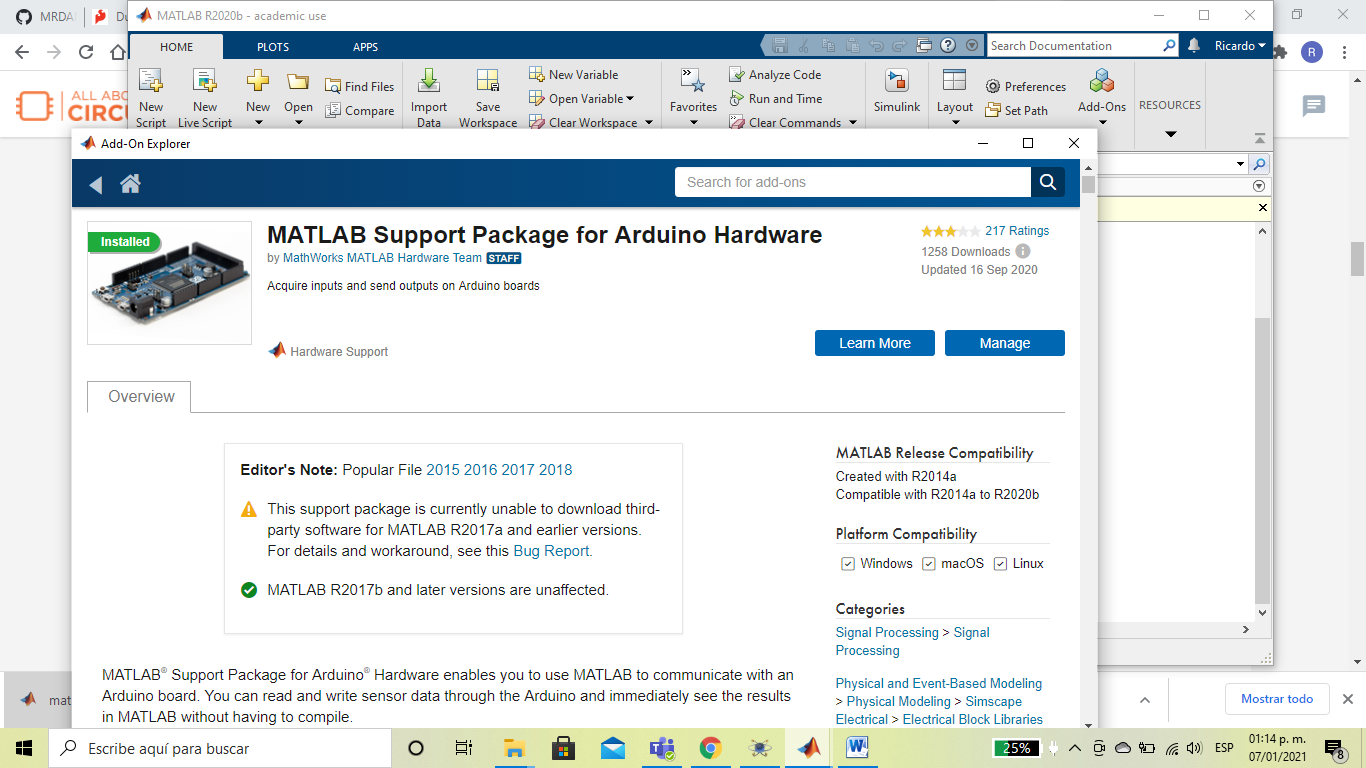 MRDA
Du
MATLAB R2020b - academic use
HOME
PLOTS
APPS
Search Documentation
Ricardo
R
ALL ABO
CIRC
New
Script
New
Live Script
New
Open
Find Files
Compare
Import
Data
Save
Workspace
New Variable
Open Variable
Clear Workspace
Favorites
Analyze Code
Run and Time
Clear Commands
Simulink
Layout
Preferences
Set Path
Add-Ons
RESOURCES
Add-On Explorer
Search for add-ons
Installed
MATLAB Support Package for Arduino Hardware
by MathWorks MATLAB Hardware Team STAFF
Acquire inputs and send outputs on Arduino boards
Hardware Support
217 Ratings
1258 Downloads
Updated 16 Sep 2020
Learn More
Manage
Overview
Editor's Note: Popular File 2015 2016 2017 2018
This support package is currently unable to download third-
party software for MATLAB R2017a and earlier versions.
For details and workaround, see this Bug Report.
MATLAB R2017b and later versions are unaffected.
MATLAB® Support Package for Arduino® Hardware enables you to use MATLAB to communicate with an
Arduino board. You can read and write sensor data through the Arduino and immediately see the results
in MATLAB without having to compile.
MATLAB Release Compatibility
Created with R2014a
Compatible with R2014a to R2020b
Platform Compatibility
Windows macOS Linux
Categories
Signal Processing > Signal
Processing
Physical and Event-Based Modeling
> Physical Modeling > Simscape
Electrical > Electrical Block Libraries
mat
Mostrar todo
Escribe aquí para buscar
25%
ESP
01:14 p. m.
07/01/2021
8